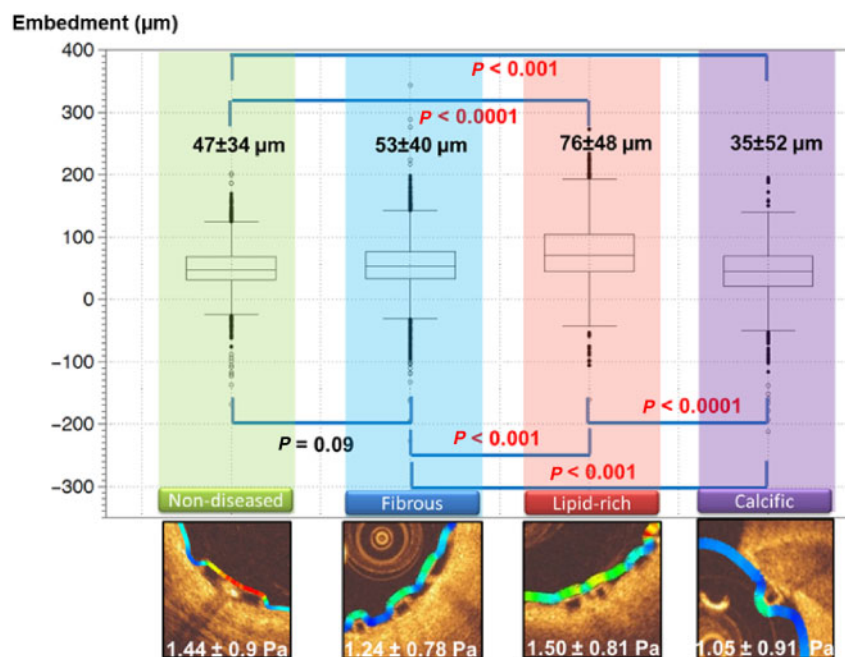 Embedment (µm)
400
P < 0.001
300
P < 0.0001
47±34 µm 53±40 µm 76±48 µm 35±52 µm
200
100
0
−100
P < 0.0001
−200
P = 0.09 P < 0.001
P < 0.001
−300
Non-diseased Fibrous Lipid-rich Calcific
1.44 ± 0.9 Pa 1.24 ± 0.78 Pa 1.50 ± 0.81 Pa 1.05 ± 0.91 Pa